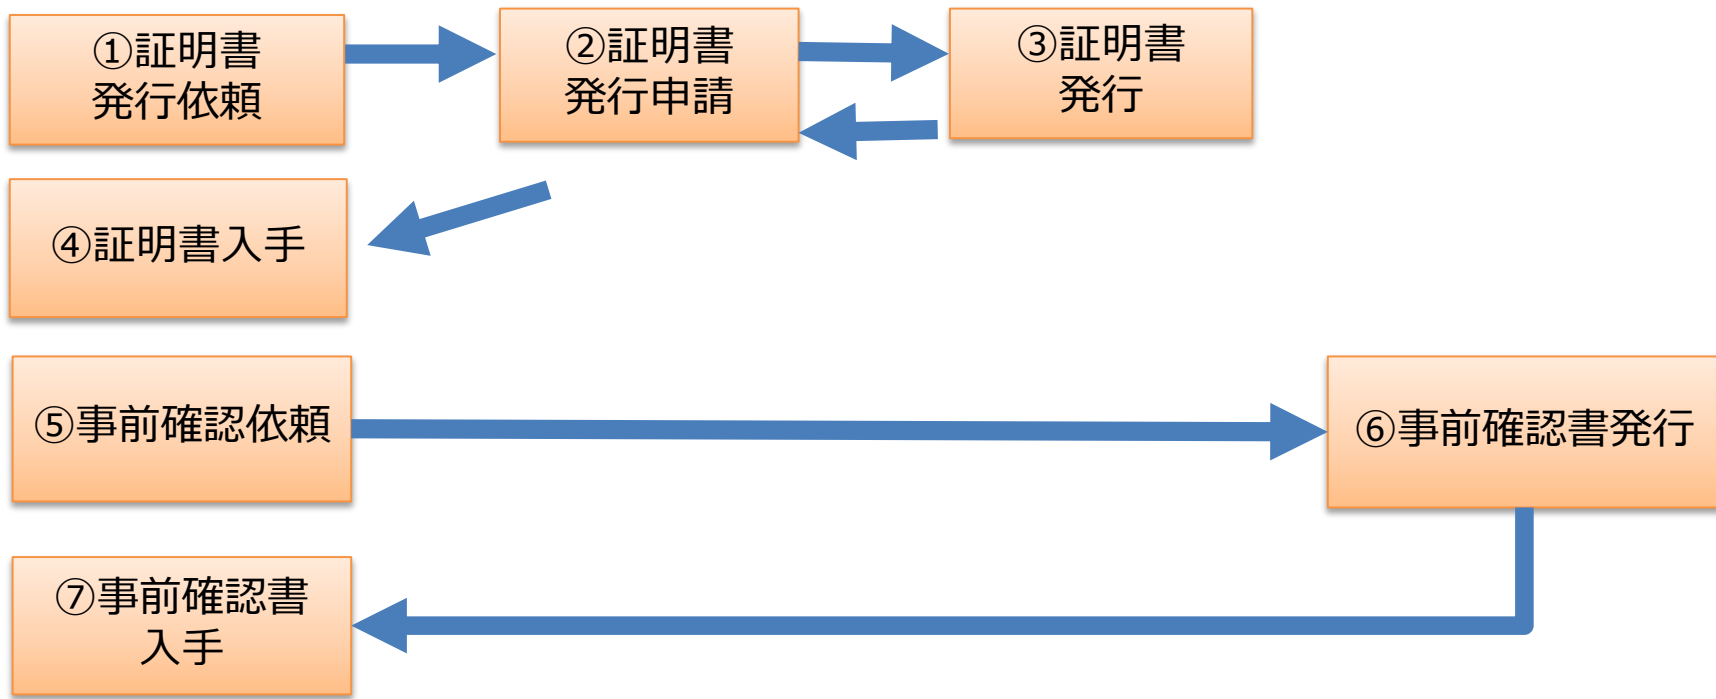 ①証明書
発行依頼
②証明書
発行申請
③証明書
発行
④証明書入手
⑤事前確認依頼
⑥事前確認書発行
⑦事前確認書
入手